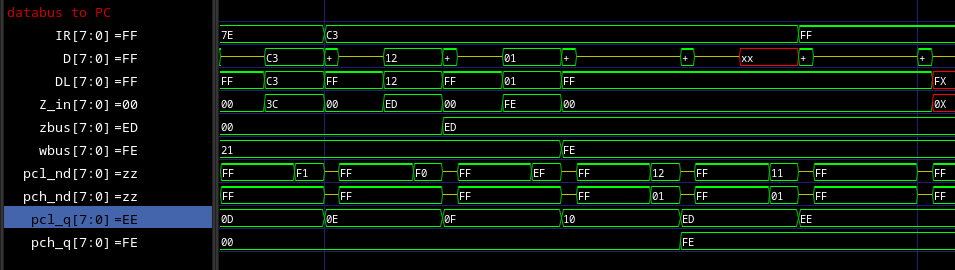 databus to PC
IR[7:0] =FF 7E C3 FF
D[7:0] =FF C3 + 12 + 01 + + xx + +
DL[7:0] =FF FF C3 FF 12 FF 01 FF FX
Z_in[7:0] =00 00 3C 00 ED 00 FE 00 0X
zbus[7:0] =ED 00 ED
wbus[7:0] =FE 21 FE
pcl_nd[7:0] =zz FF F1 FF F0 FF EF FF 12 FF 11 FF FF
pch_nd[7:0] =zz FF FF FF FF 01 FF 01 FF FF
pcl_q[7:0] =EE 0D 0E 0F 10 ED EE
pch_q[7:0] =FE 00 FE